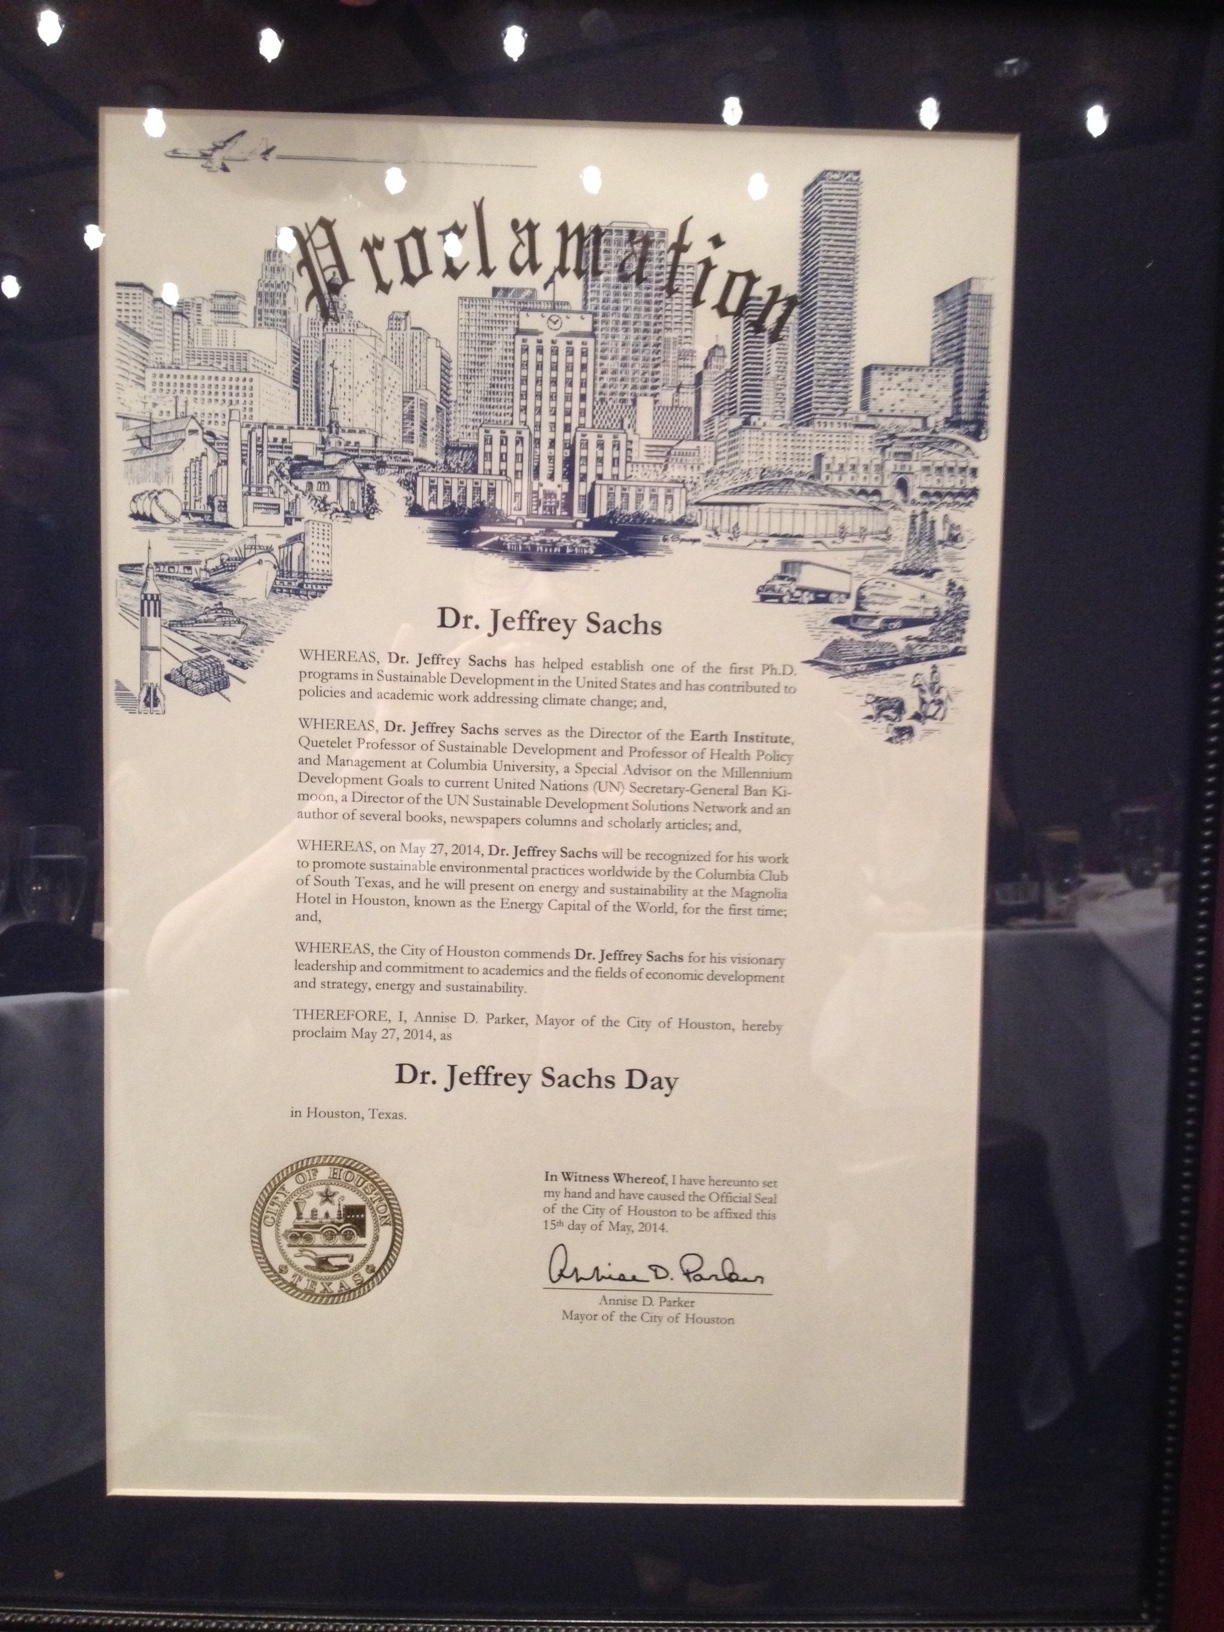 Proclamation
Dr. Jeffrey Sachs
WHEREAS, Dr. Jeffrey Sachs has helped establish one of the first Ph.D.
programs in Sustainable Development in the United States and has contributed to
policies and academic work addressing climate change; and,
WHEREAS, Dr. Jeffrey Sachs serves as the Director of the Earth Institute,
Quetelet Professor of Sustainable Development and Professor of Health Policy
and Management at Columbia University, a Special Advisor on the Millennium
Development Goals to current United Nations (UN) Secretary-General Ban Ki-
moon, a Director of the UN Sustainable Development Solutions Network and an
author of several books, newspapers columns and scholarly articles; and,
WHEREAS, on May 27, 2014, Dr. Jeffrey Sachs will be recognized for his work
to promote sustainable environmental practices worldwide by the Columbia Club
of South Texas, and he will present on energy and sustainability at the Magnolia
Hotel in Houston, known as the Energy Capital of the World, for the first time;
and,
WHEREAS, the City of Houston commends Dr. Jeffrey Sachs for his visionary
leadership and commitment to academics and the fields of economic development
and strategy, energy and sustainability.
THEREFORE, I, Annise D. Parker, Mayor of the City of Houston, hereby
proclaim May 27, 2014, as
Dr. Jeffrey Sachs Day
in Houston, Texas.
CITY OF HOUSTON
TEXAS
In Witness Whereof, I have hereunto set
my hand and have caused the Official Seal
of the City of Houston to be affixed this
15th day of May, 2014.
Annise D. Parker
Annise D. Parker
Mayor of the City of Houston